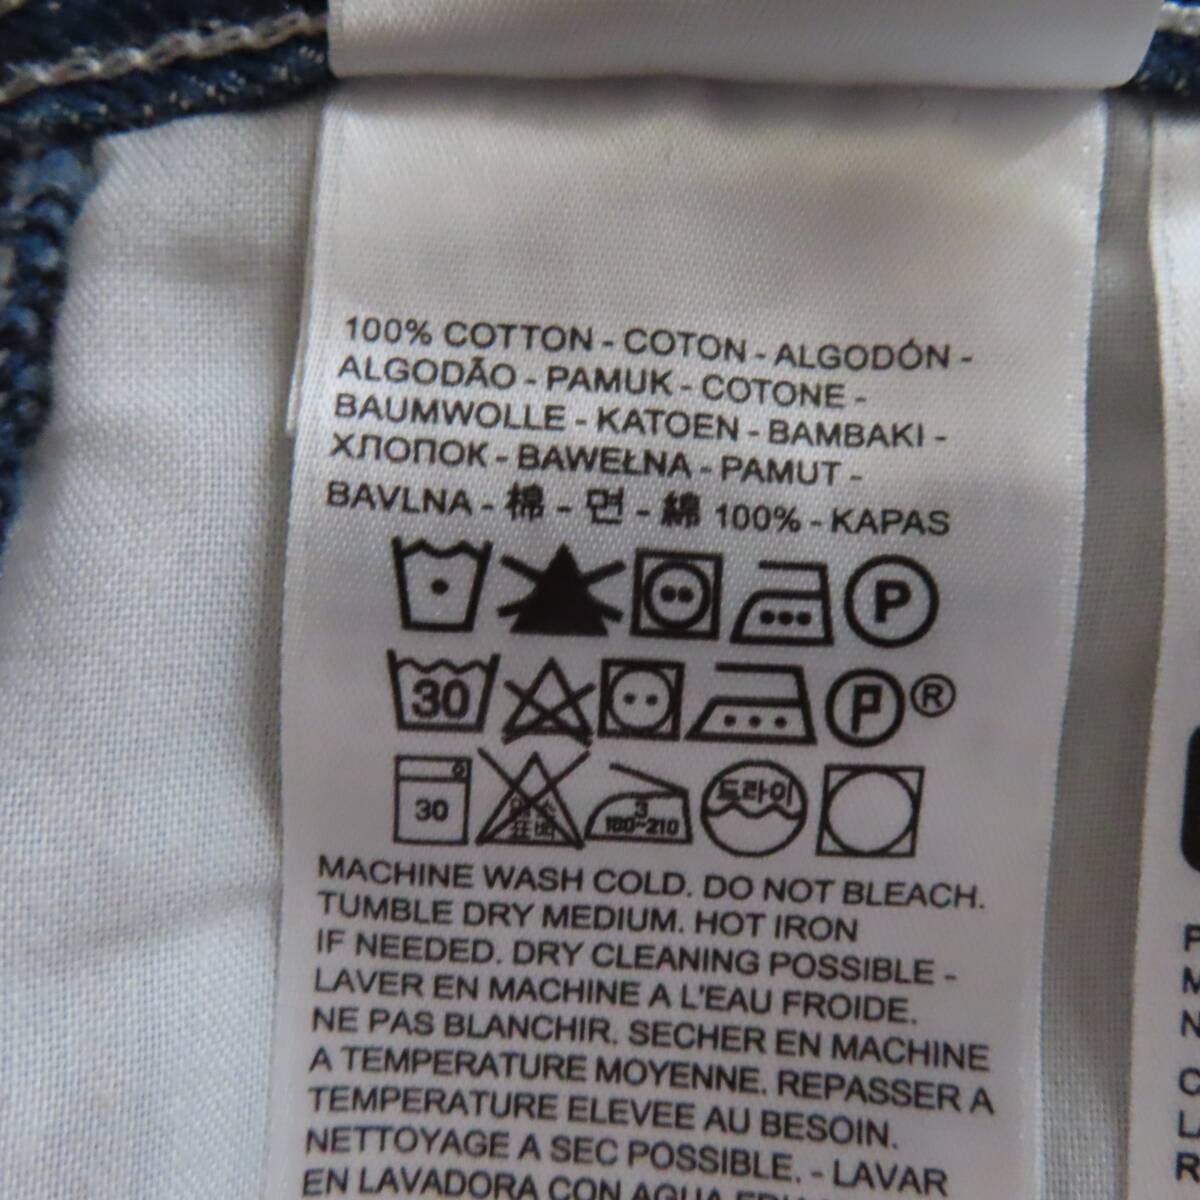 100% COTTON - COTON - ALGODÓN -
ALGODÃO - PAMUK - COTONE -
BAUMWOLLE - KATOEN - BAMBAKI -
ХЛОПОК - BAWEŁNA - PAMUT -
BAVLNA - 棉 - 면 - 綿 100% - KAPAS
P
30 P ®
30 3 180~210 드라이
MACHINE WASH COLD. DO NOT BLEACH.
TUMBLE DRY MEDIUM. HOT IRON
IF NEEDED. DRY CLEANING POSSIBLE -
LAVER EN MACHINE A L'EAU FROIDE.
NE PAS BLANCHIR. SECHER EN MACHINE
A TEMPERATURE MOYENNE. REPASSER A
TEMPERATURE ELEVEE AU BESOIN.
NETTOYAGE A SEC POSSIBLE. - LAVAR
EN LAVADORA CON AGUA